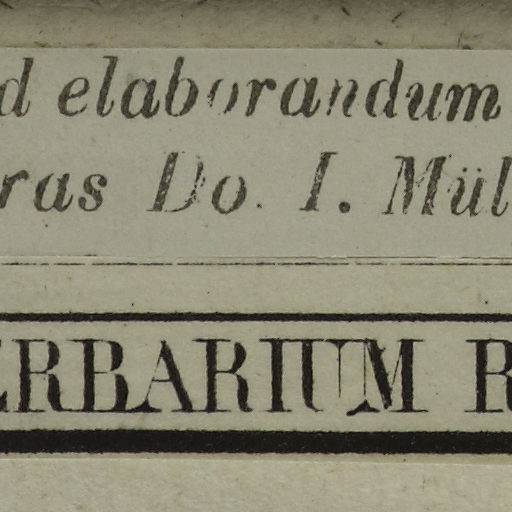 d elaborandum
ras Do. I. Mül
ERBARIUM R